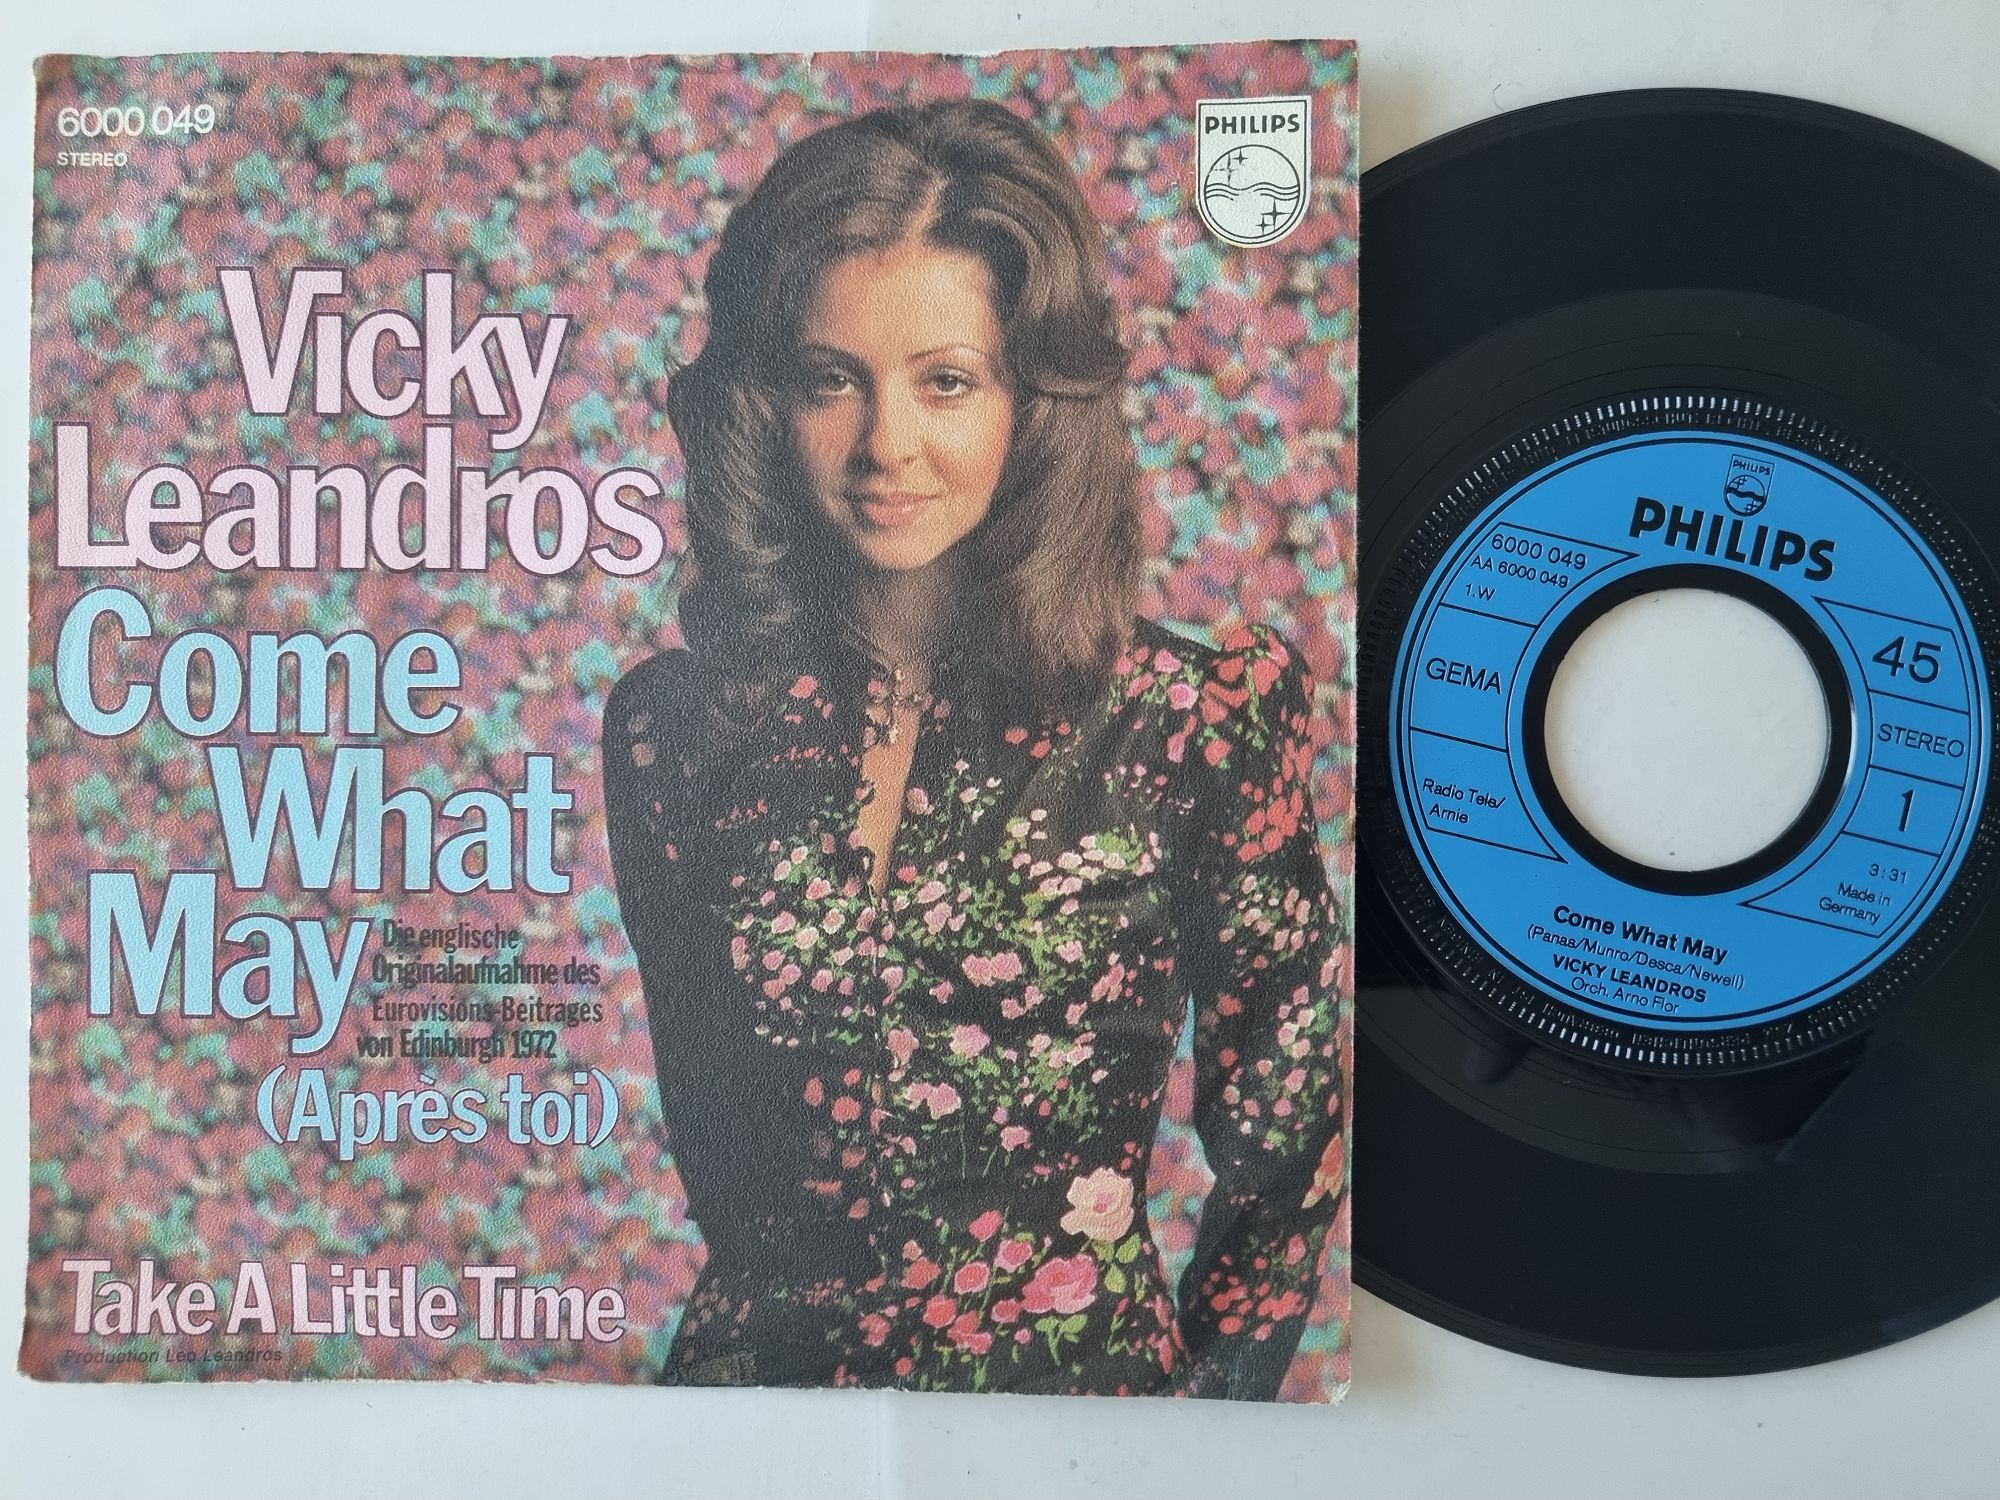 6000 049
STEREO
PHILIPS
Vicky
Leandros
Come
What
May
Die englische
Originalaufnahme des
Eurovisions-Beitrages
von Edinburgh 1972
(Après toi)
Take A Little Time
Production Leo Leandros
PHILIPS
PHILIPS
6000 049
AA 6000 049
1.W
GEMA
Radio Tele/
Arnie
45
STEREO
1
3:31
Made in
Germany
Come What May
(Panas/Munro/Desca/Newell)
VICKY LEANDROS
Orch. Arno Flor